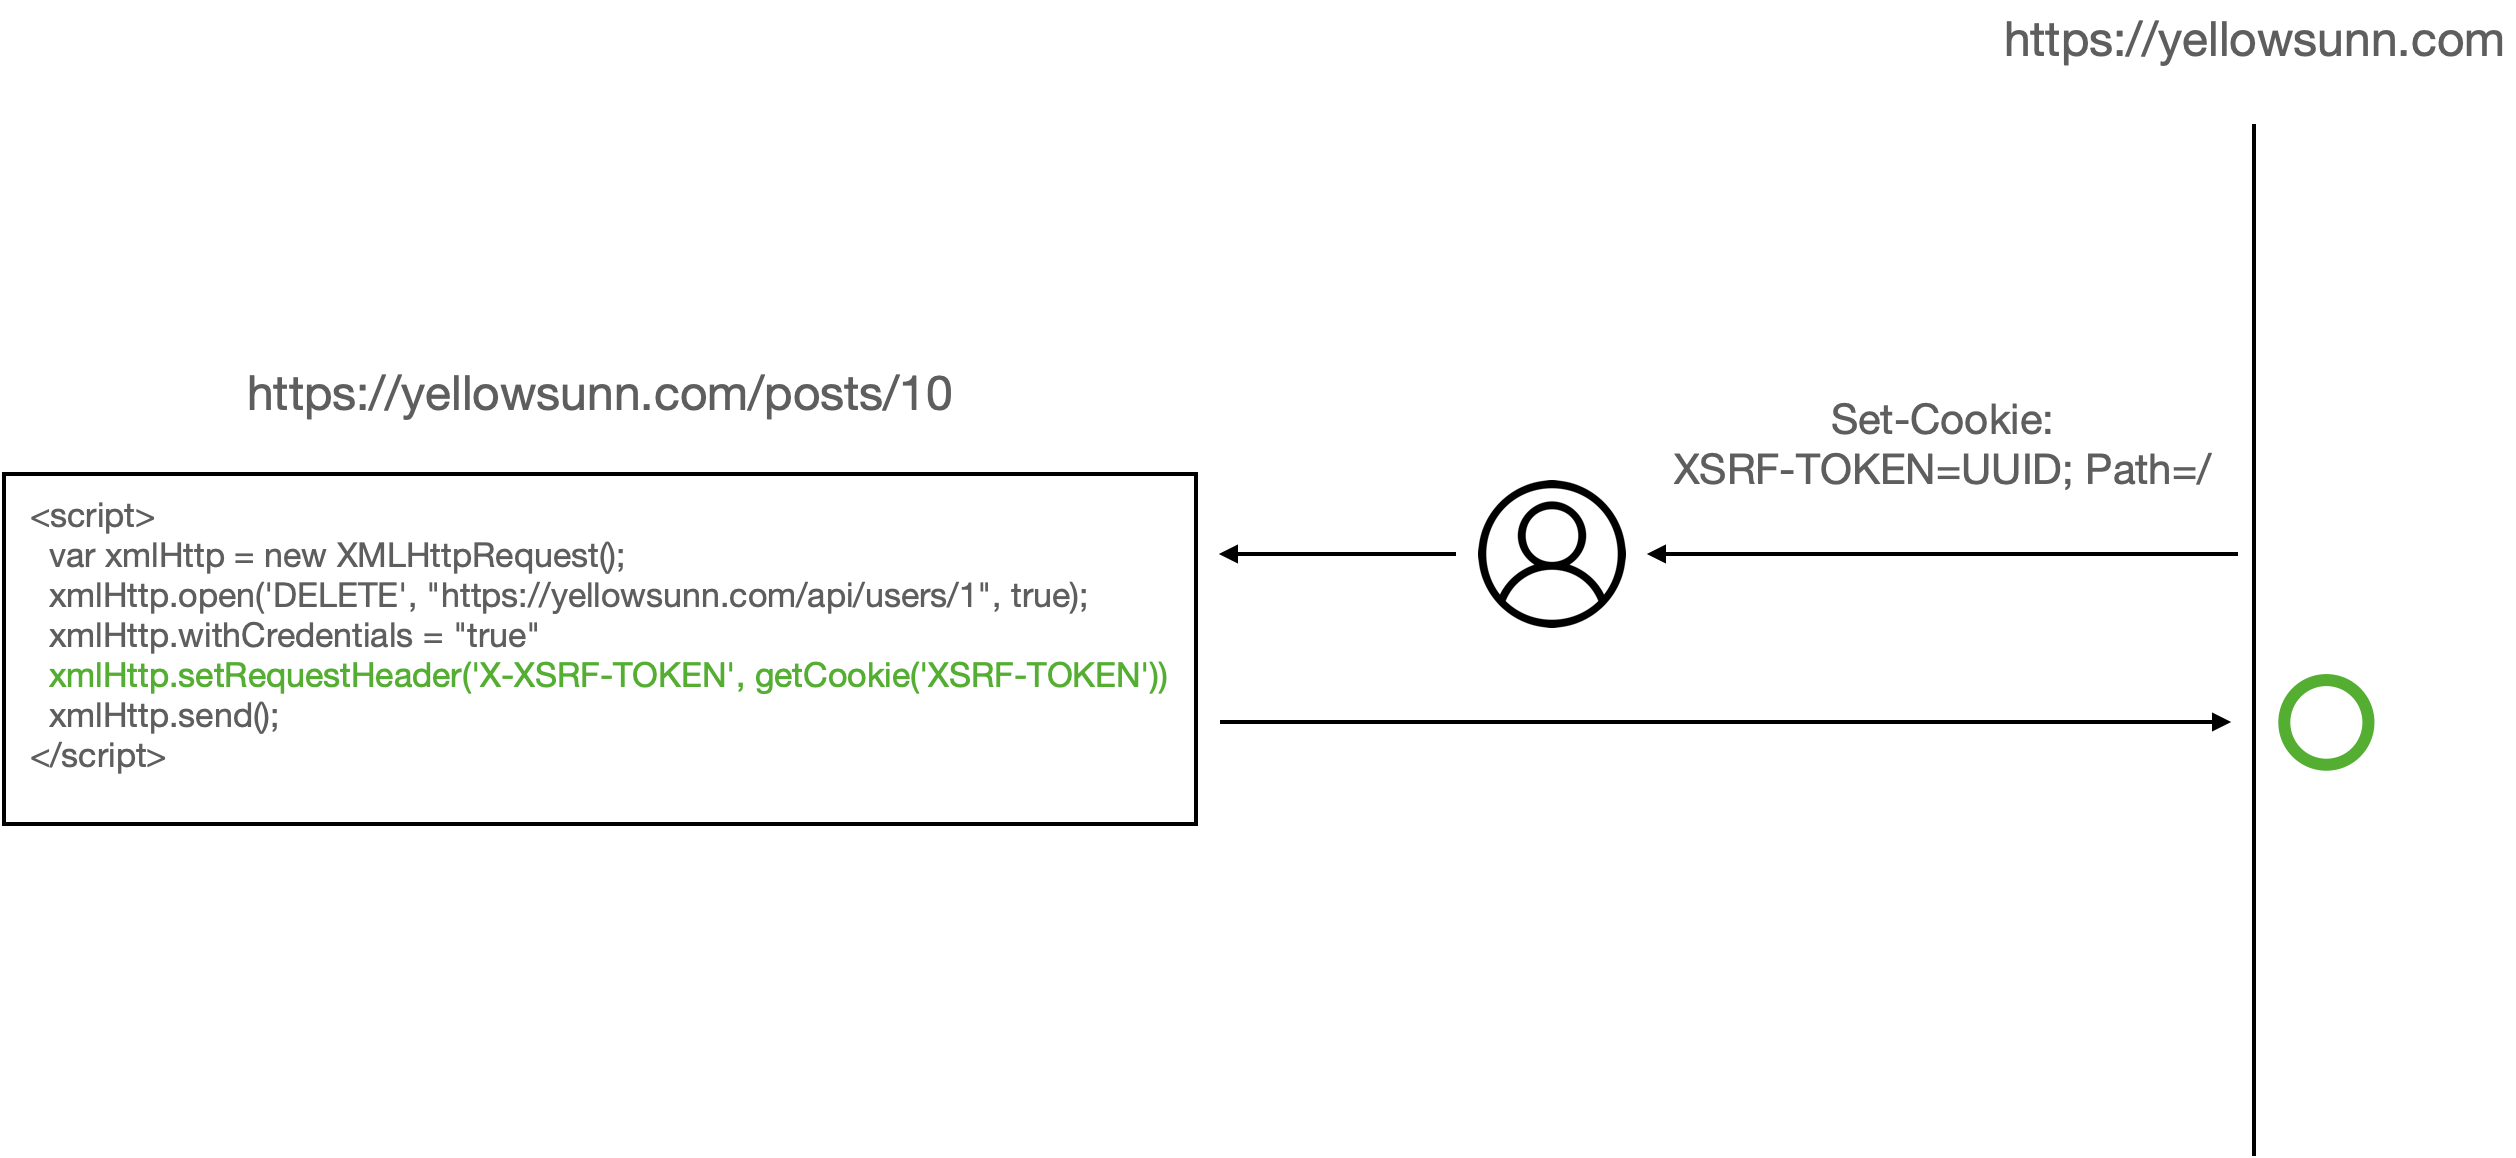 https://yellowsunn.com
https://yellowsunn.com/posts/10
Set-Cookie:
XSRF-TOKEN=UUID; Path=/
<script>
var xmlHttp = new XMLHttpRequest();
xmlHttp.open('DELETE', "https://yellowsunn.com/api/users/1", true);
xmlHttp.withCredentials = "true"
xmlHttp.setRequestHeader('X-XSRF-TOKEN', getCookie('XSRF-TOKEN'))
xmlHttp.send();
</script>